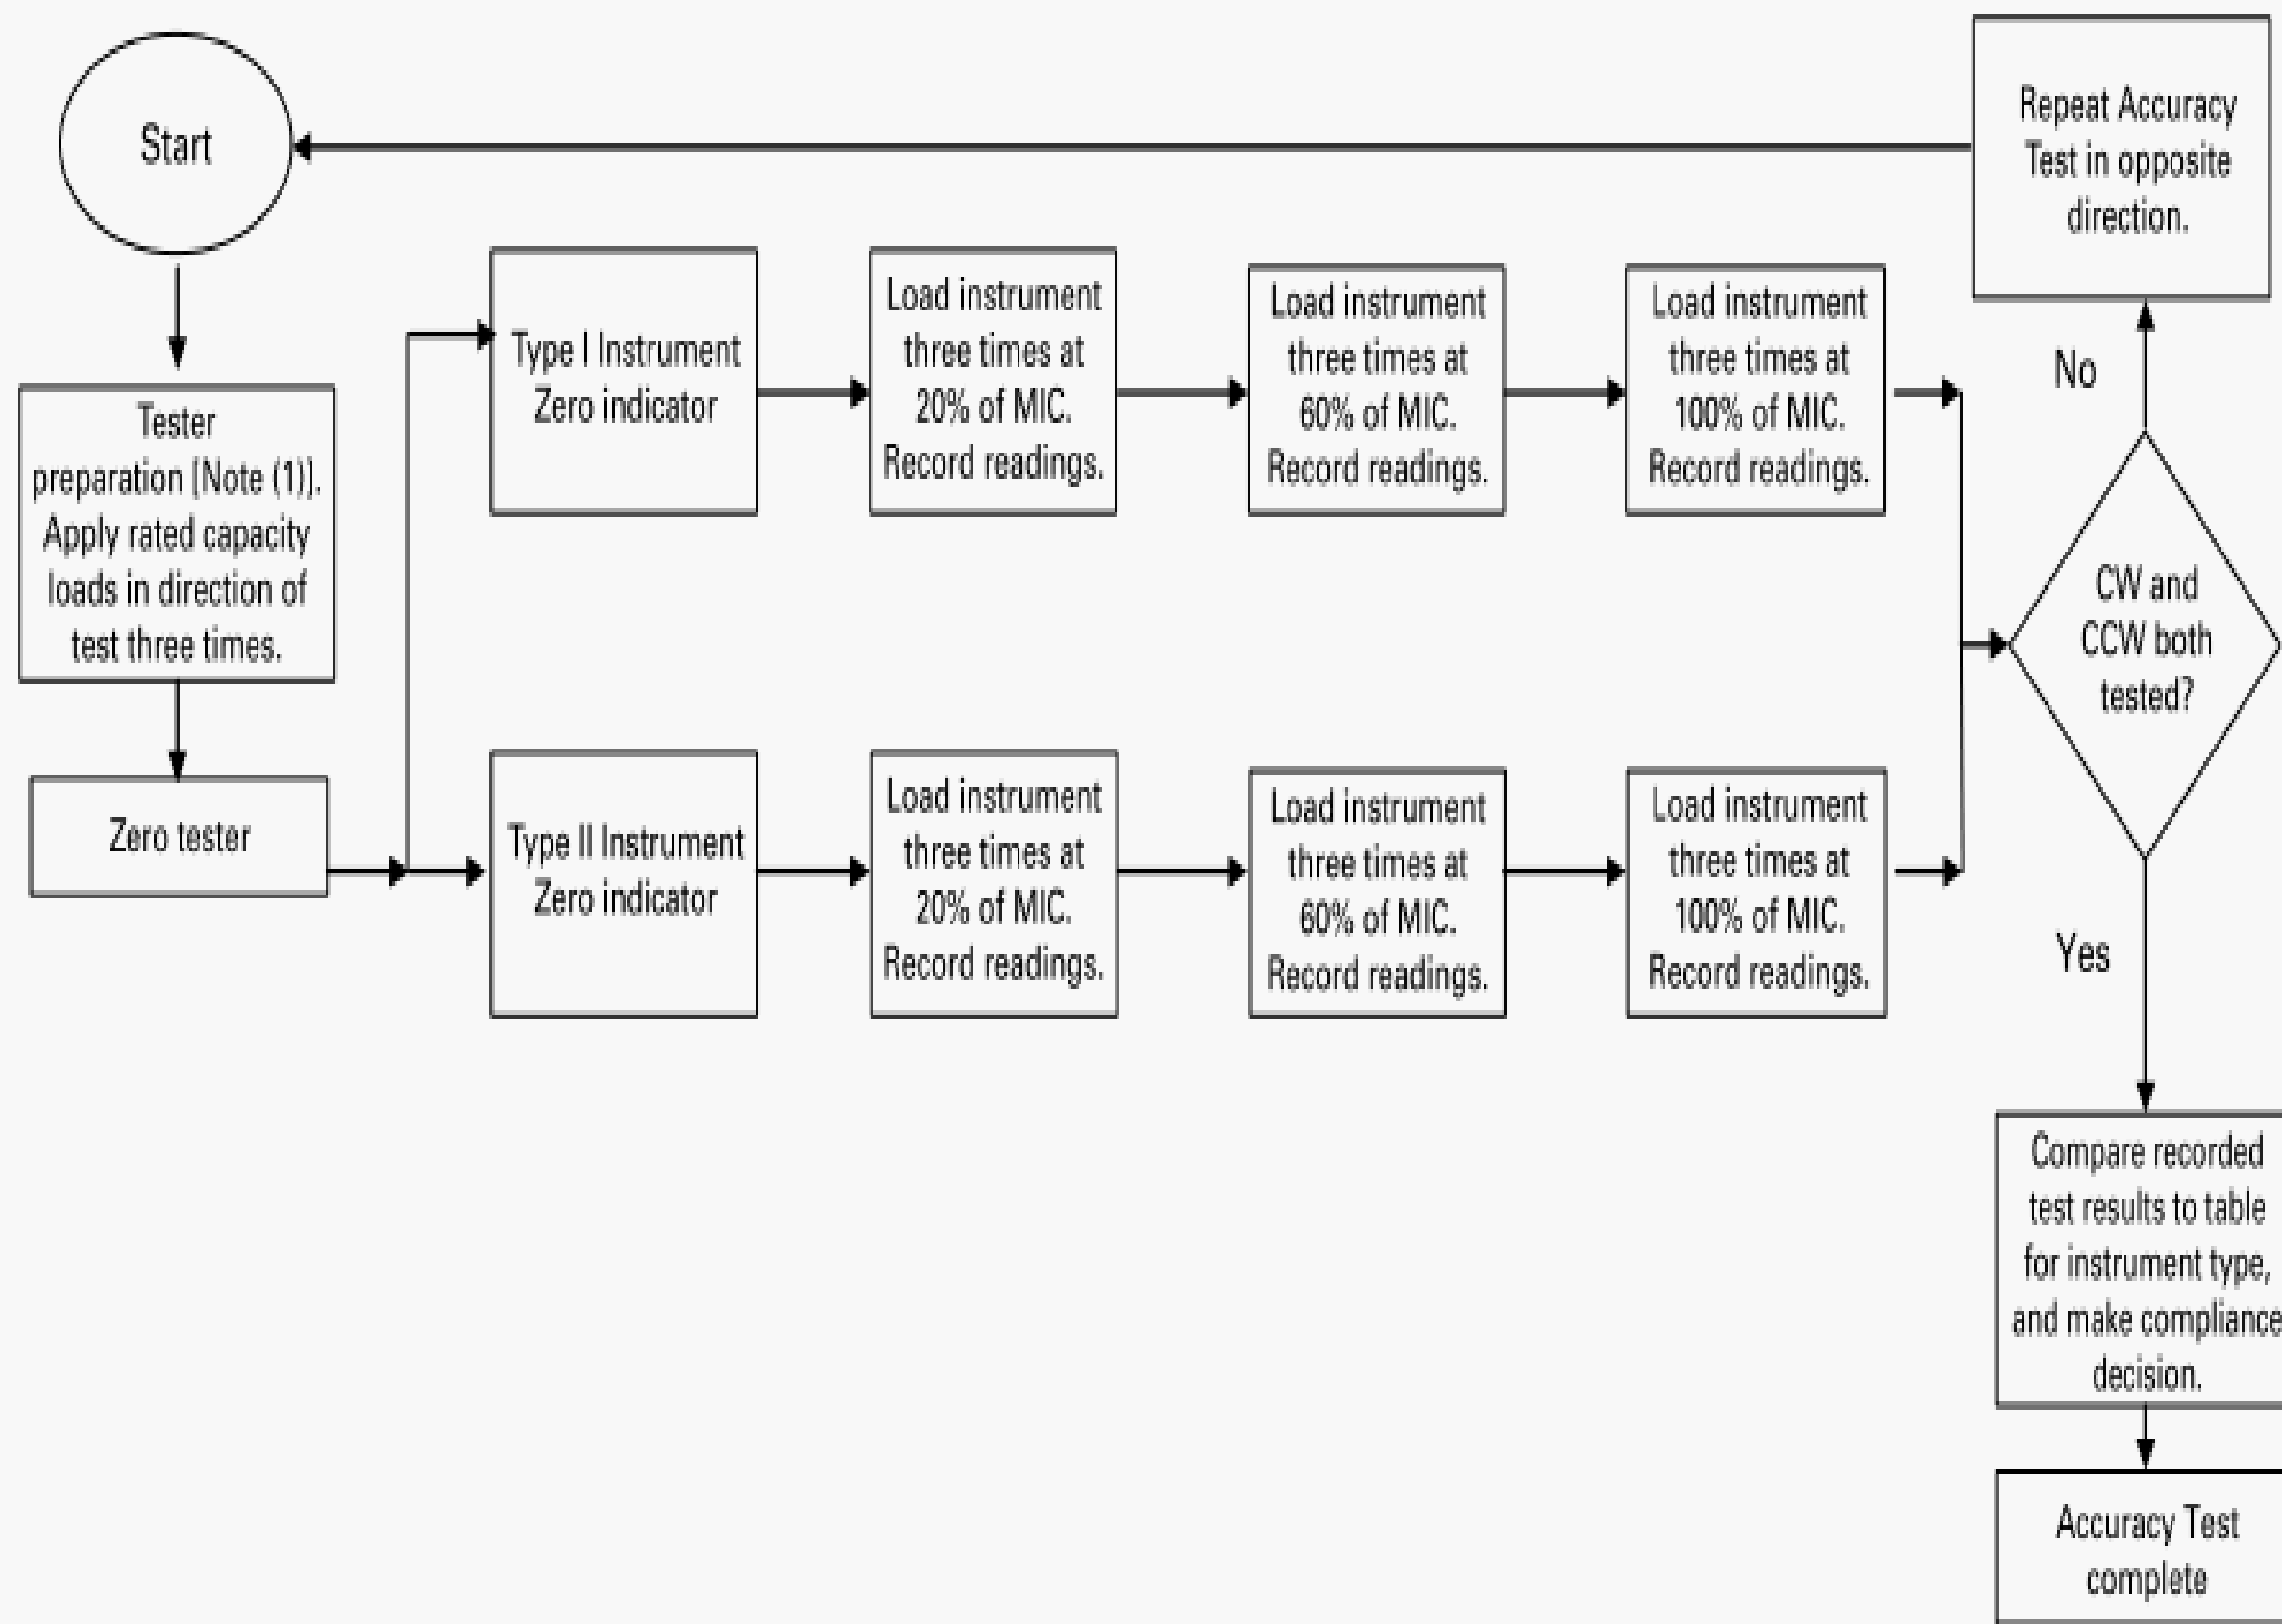 Start
Tester
preparation [Note (1)].
Apply rated capacity
loads in direction of
test three times.
Zero tester
Type I Instrument
Zero indicator
Load instrument
three times at
20% of MIC.
Record readings.
Load instrument
three times at
60% of MIC.
Record readings.
Load instrument
three times at
100% of MIC.
Record readings.
Type II Instrument
Zero indicator
Load instrument
three times at
20% of MIC.
Record readings.
Load instrument
three times at
60% of MIC.
Record readings.
Load instrument
three times at
100% of MIC.
Record readings.
CW and
CCW both
tested?
No
Repeat Accuracy
Test in opposite
direction.
Yes
Compare recorded
test results to table
for instrument type,
and make compliance
decision.
Accuracy Test
complete